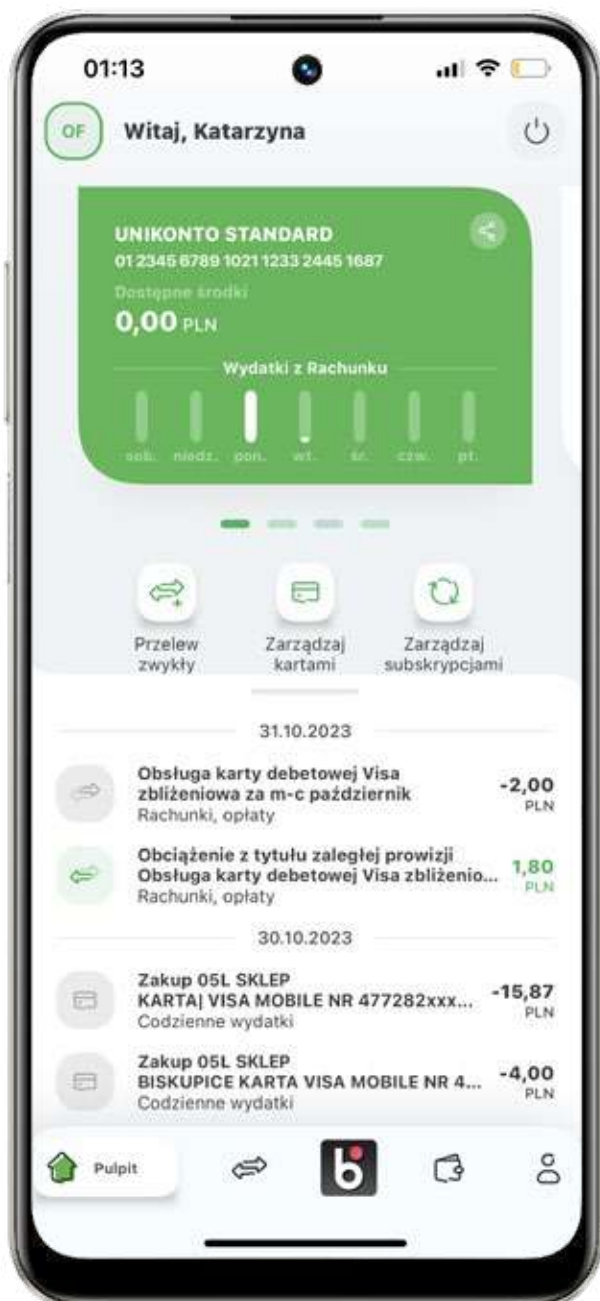 01:13
OF
Witaj, Katarzyna
UNIKONTO STANDARD
01 2345 6789 1021 1233 2445 1687
Dostępne środki
0,00 PLN
Wydatki z Rachunku
sob. niedz. pon. wt. śr. czw. pt.
Przelew
zwykły
Zarządzaj
kartami
Zarządzaj
subskrypcjami
31.10.2023
Obsługa karty debetowej Visa
zbliżeniowa za m-c październik
Rachunki, opłaty
-2,00
PLN
Obciążenie z tytułu zaległej prowizji
Obsługa karty debetowej Visa zbliżenio...
Rachunki, opłaty
1,80
PLN
30.10.2023
Zakup 05L SKLEP
KARTA| VISA MOBILE NR 477282xxx...
Codzienne wydatki
-15,87
PLN
Zakup 05L SKLEP
BISKUPICE KARTA VISA MOBILE NR 4...
Codzienne wydatki
-4,00
PLN
Pulpit
b